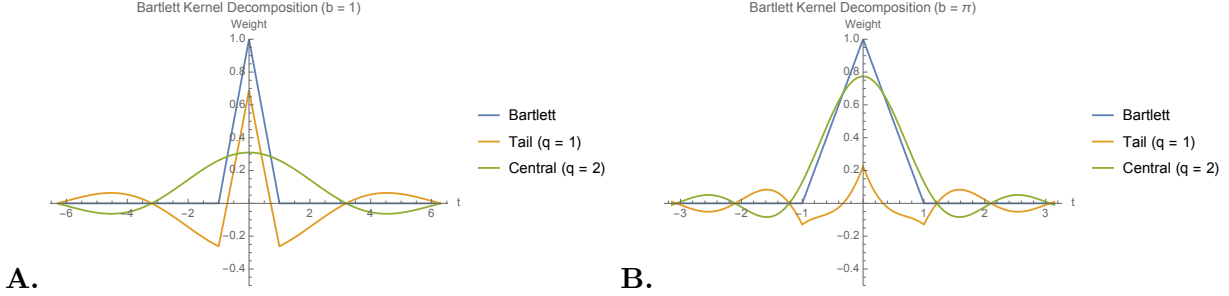 Bartlett Kernel Decomposition (b = 1)
Weight
1.0
0.8
0.6
0.4
0.2
-0.2
-0.4
-6
-4
-2
2
4
6
t
Bartlett
Tail (q = 1)
Central (q = 2)
A.
Bartlett Kernel Decomposition (b = π)
Weight
1.0
0.8
0.6
0.4
0.2
-0.2
-0.4
-3
-2
-1
1
2
3
t
Bartlett
Tail (q = 1)
Central (q = 2)
B.